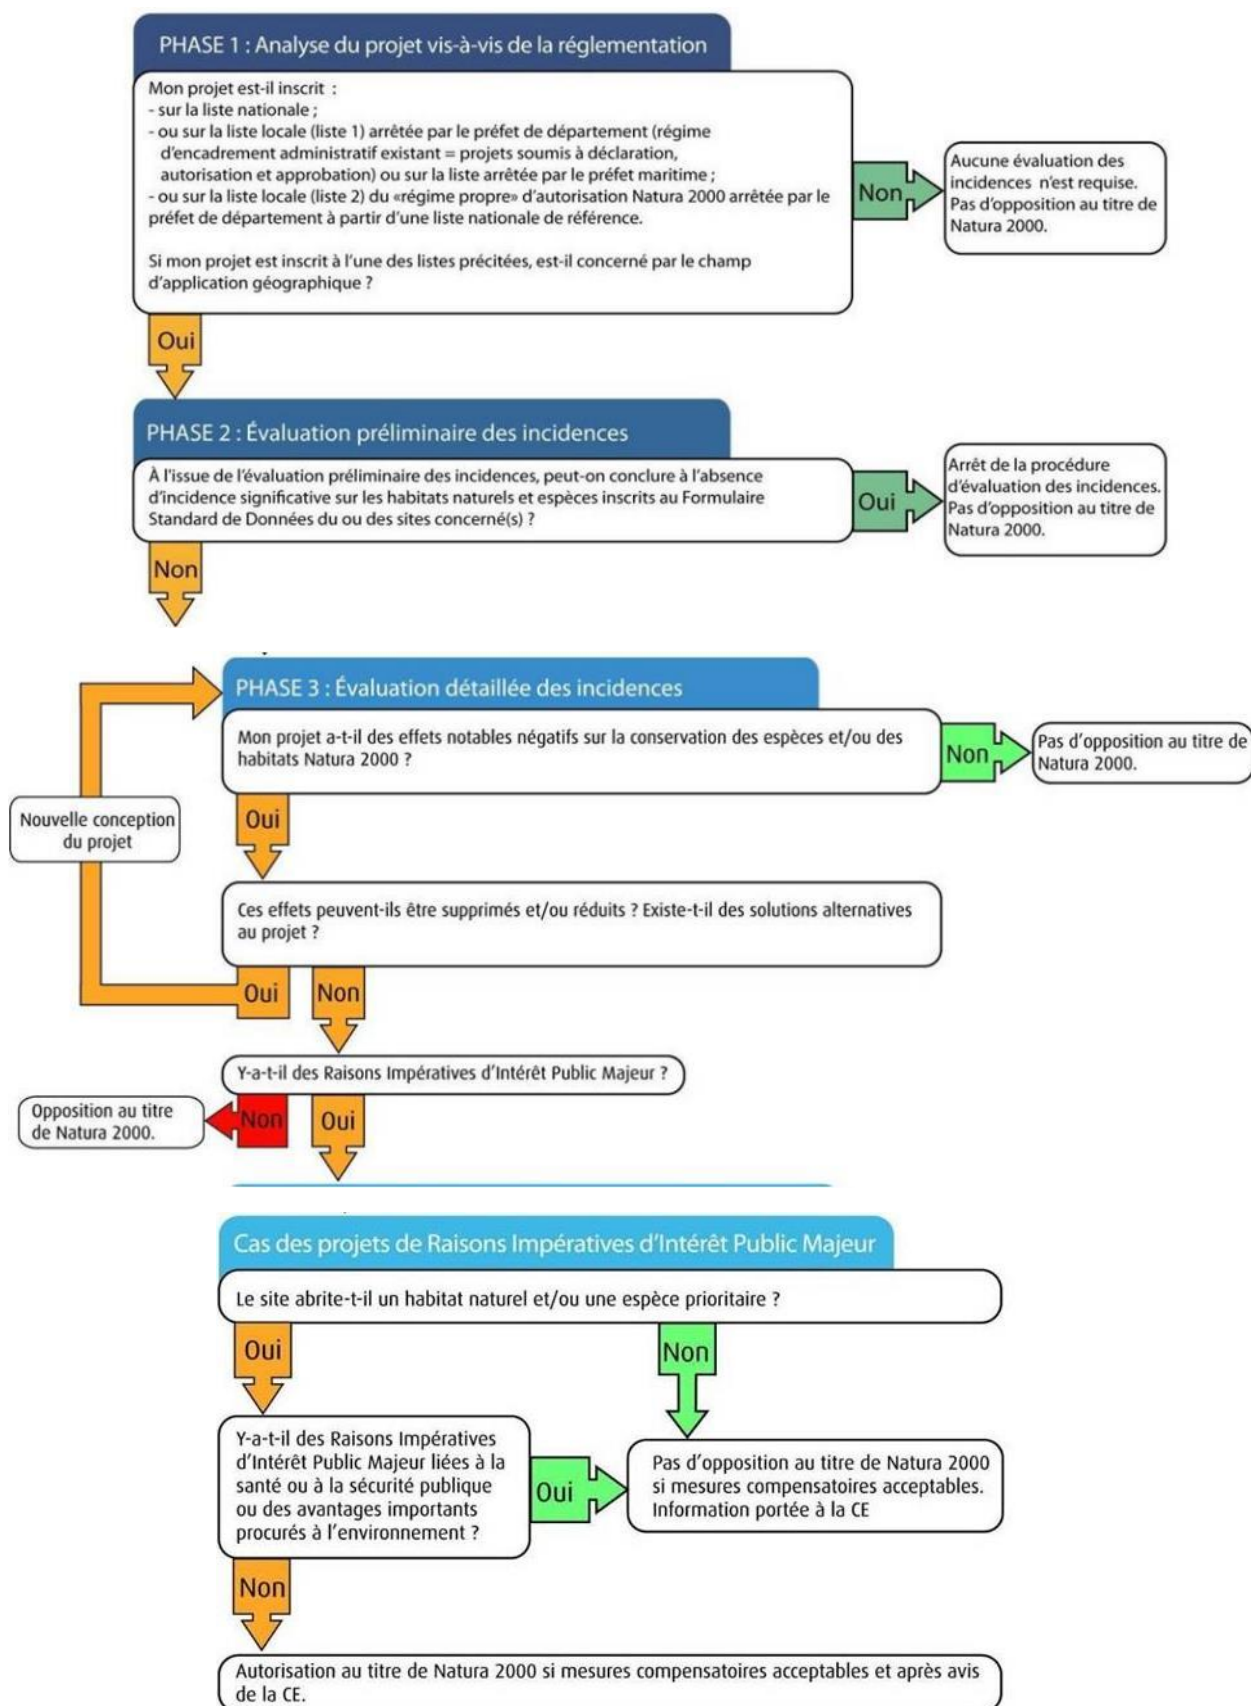 PHASE 1 : Analyse du projet vis-à-vis de la réglementation
Mon projet est-il inscrit :
- sur la liste nationale ;
- ou sur la liste locale (liste 1) arrêtée par le préfet de département (régime
d'encadrement administratif existant = projets soumis à déclaration,
autorisation et approbation) ou sur la liste arrêtée par le préfet maritime ;
- ou sur la liste locale (liste 2) du «régime propre» d'autorisation Natura 2000 arrêtée par le
préfet de département à partir d'une liste nationale de référence.
Si mon projet est inscrit à l'une des listes précitées, est-il concerné par le champ
d'application géographique ?
Non
Aucune évaluation des
incidences n'est requise.
Pas d'opposition au titre de
Natura 2000.
Oui
PHASE 2 : Évaluation préliminaire des incidences
À l'issue de l'évaluation préliminaire des incidences, peut-on conclure à l'absence
d'incidence significative sur les habitats naturels et espèces inscrits au Formulaire
Standard de Données du ou des sites concerné(s) ?
Oui
Arrêt de la procédure
d'évaluation des incidences.
Pas d'opposition au titre de
Natura 2000.
Non
PHASE 3 : Évaluation détaillée des incidences
Mon projet a-t-il des effets notables négatifs sur la conservation des espèces et/ou des
habitats Natura 2000 ?
Non
Pas d'opposition au titre de
Natura 2000.
Nouvelle conception
du projet
Oui
Ces effets peuvent-ils être supprimés et/ou réduits ? Existe-t-il des solutions alternatives
au projet ?
Oui
Non
Y-a-t-il des Raisons Impératives d'Intérêt Public Majeur ?
Opposition au titre
de Natura 2000.
Non
Oui
Cas des projets de Raisons Impératives d'Intérêt Public Majeur
Le site abrite-t-il un habitat naturel et/ou une espèce prioritaire ?
Oui
Non
Y-a-t-il des Raisons Impératives
d'Intérêt Public Majeur liées à la
santé ou à la sécurité publique
ou des avantages importants
procurés à l'environnement ?
Oui
Pas d'opposition au titre de Natura 2000
si mesures compensatoires acceptables.
Information portée à la CE
Non
Autorisation au titre de Natura 2000 si mesures compensatoires acceptables et après avis
de la CE.